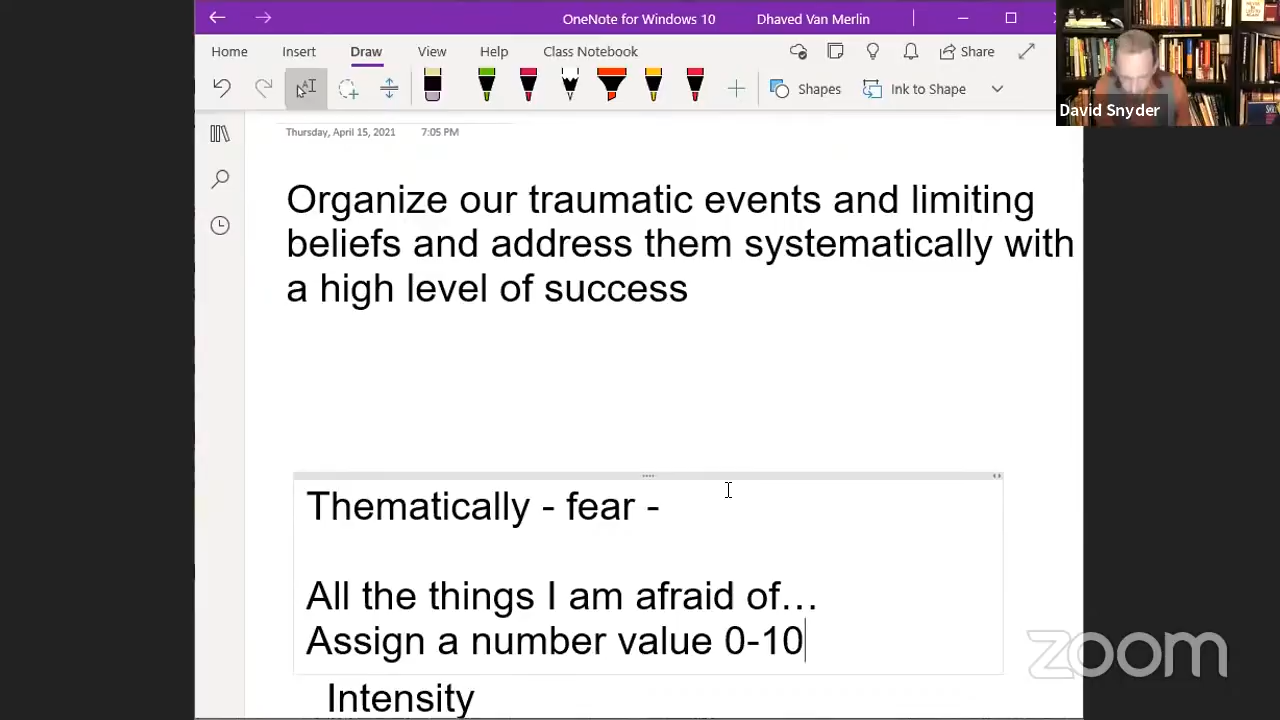 OneNote for Windows 10 Dhaved Van Merlin
Home Insert Draw View Help Class Notebook Share
Shapes Ink to Shape
David Snyder
Thursday, April 15, 2021 7:05 PM
Organize our traumatic events and limiting
beliefs and address them systematically with
a high level of success
Thematically - fear -
All the things I am afraid of…
Assign a number value 0-10
Intensity
zoom